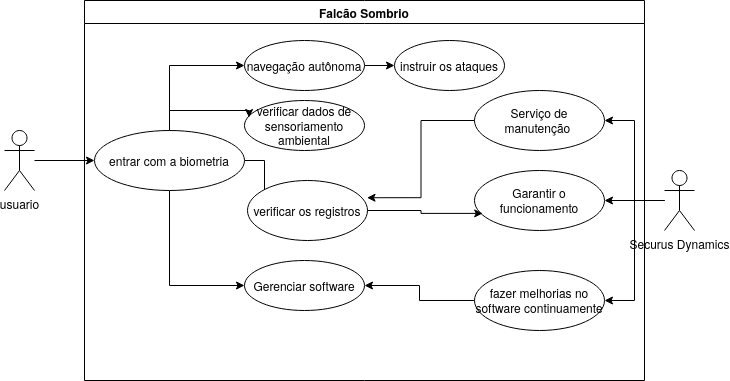 Falcão Sombrio
navegação autônoma
instruir os ataques
verificar dados de
sensoriamento
ambiental
Serviço de
manutenção
entrar com a biometria
usuario
verificar os registros
Garantir o
funcionamento
Securus Dynamics
Gerenciar software
fazer melhorias no
software continuamente